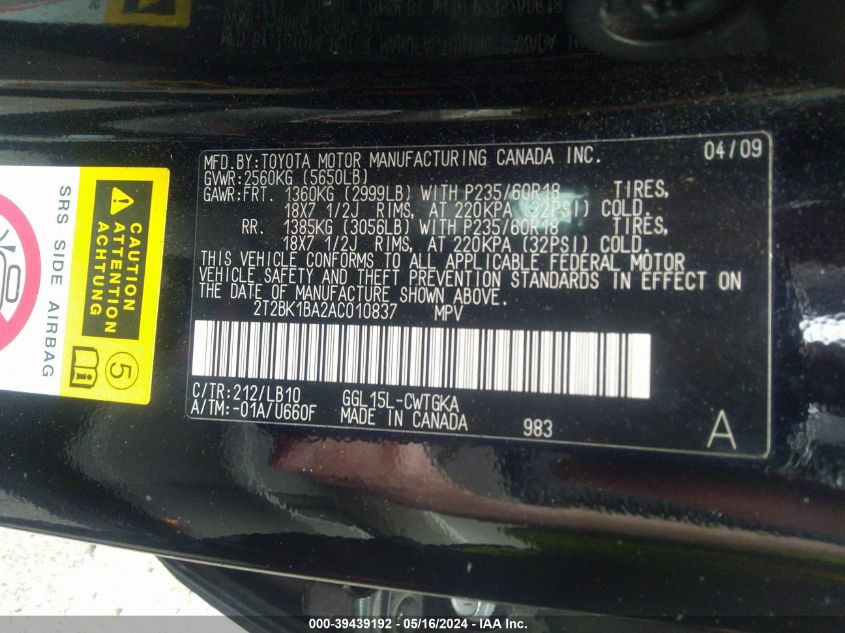 MFD.BY:TOYOTA MOTOR MANUFACTURING CANADA INC. 04/09
GVWR:2560KG (5650LB)
GAWR:FRT. 1360KG (2999LB) WITH P235/60R18 TIRES,
18X7 1/2J RIMS, AT 220KPA (32PSI) COLD.
RR. 1385KG (3056LB) WITH P235/60R18 TIRES,
18X7 1/2J RIMS, AT 220KPA (32PSI) COLD.
THIS VEHICLE CONFORMS TO ALL APPLICABLE FEDERAL MOTOR
VEHICLE SAFETY AND THEFT PREVENTION STANDARDS IN EFFECT ON
THE DATE OF MANUFACTURE SHOWN ABOVE.
2T2BK1BA2AC010837 MPV
C/TR:212/LB10 GGL15L-CWTGKA
A/TM:-01A/U660F MADE IN CANADA 983 A
CAUTION
ATTENTION
ACHTUNG
SRS SIDE AIRBAG
5
000-39439192 - 05/16/2024 - IAA Inc.